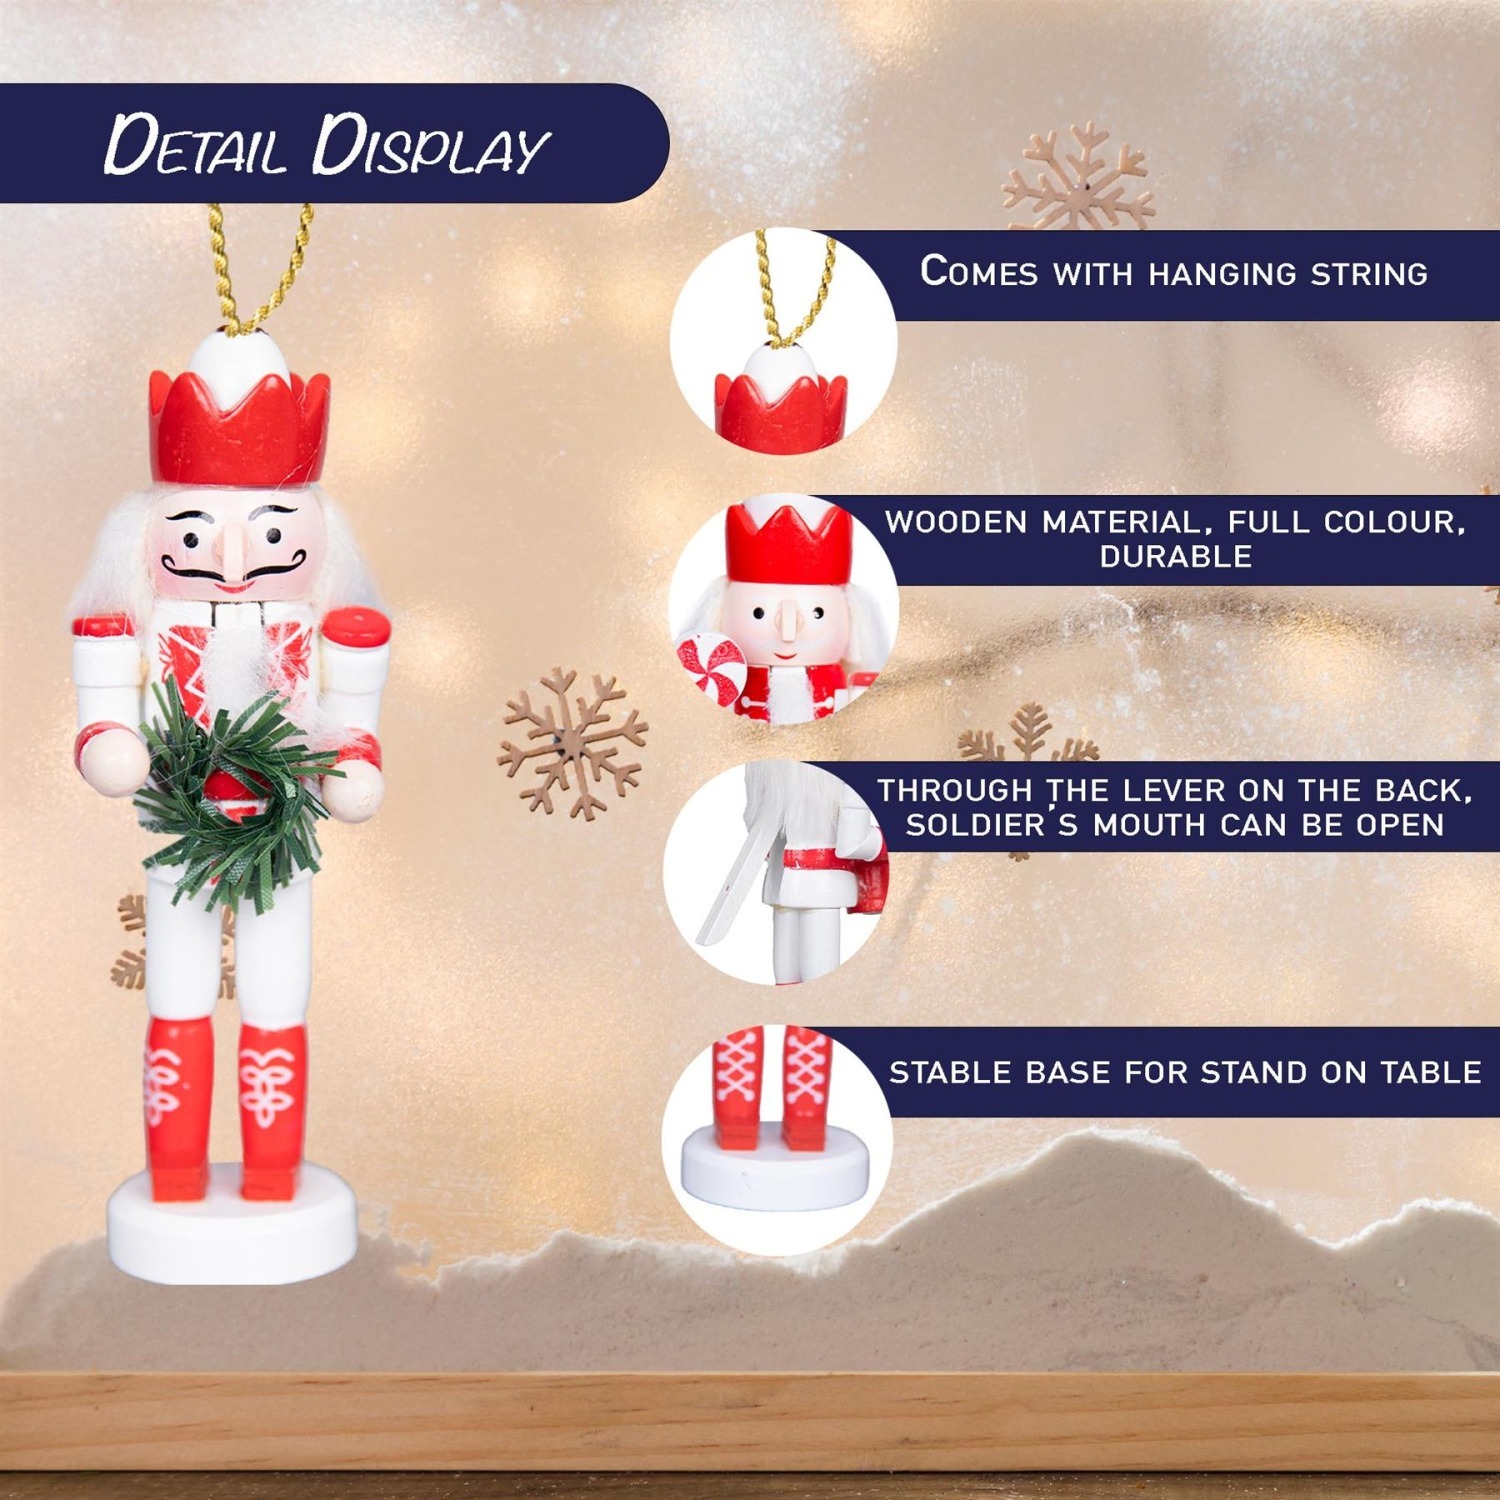 Detail Display
Comes with hanging string
WOODEN MATERIAL, FULL COLOUR,
DURABLE
THROUGH THE LEVER ON THE BACK,
SOLDIER'S MOUTH CAN BE OPEN
STABLE BASE FOR STAND ON TABLE